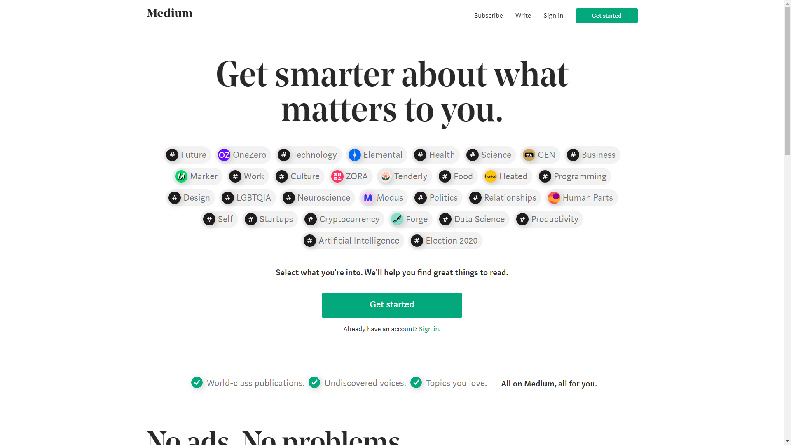 Medium
Subscribe Write Sign In Get started
Get smarter about what
matters to you.
Future OneZero Technology Elemental Health Science GEN Business
Marker Work Culture ZORA Tenderly Food Heated Programming
Design LGBTQIA Neuroscience Modus Politics Relationships Human Parts
Self Startups Cryptocurrency Forge Data Science Productivity
Artificial Intelligence Election 2020
Select what you're into. We'll help you find great things to read.
Get started
Already have an account? Sign in.
World-class publications. Undiscovered voices. Topics you love. All on Medium, all for you.
No ads. No problems.